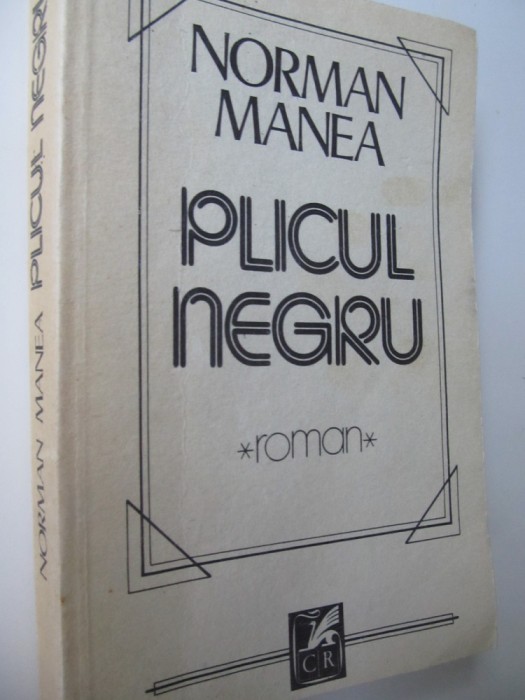 NORMAN
MANEA
PLICUL
NEGRU
*roman*
CR
NORMAN MANEA PLICUL NEGRU